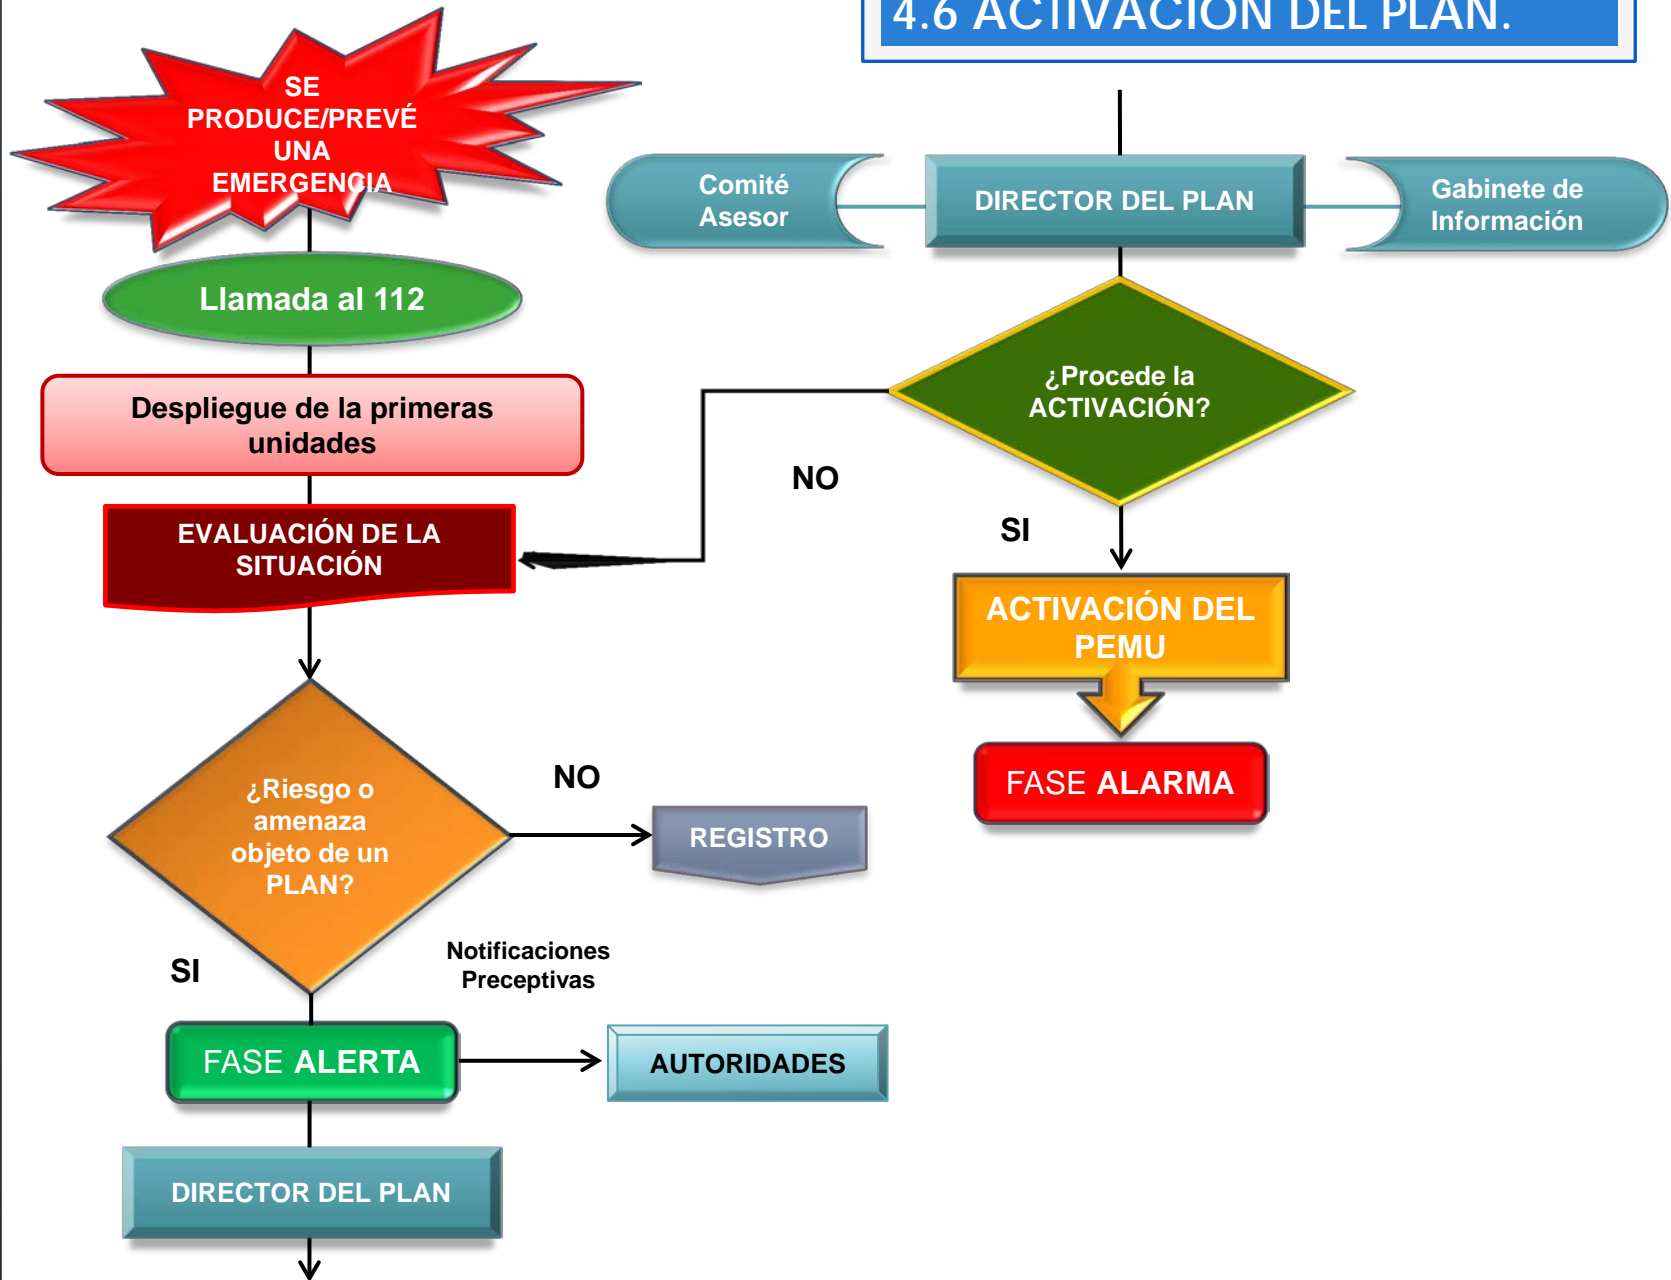 4.6 ACTIVACIÓN DEL PLAN.
SE
PRODUCE/PREVÉ
UNA
EMERGENCIA
Llamada al 112
Despliegue de la primeras
unidades
EVALUACIÓN DE LA
SITUACIÓN
¿Riesgo o
amenaza
objeto de un
PLAN?
NO
REGISTRO
SI
Notificaciones
Preceptivas
FASE ALERTA
AUTORIDADES
DIRECTOR DEL PLAN
Comité
Asesor
DIRECTOR DEL PLAN
Gabinete de
Información
¿Procede la
ACTIVACIÓN?
NO
SI
ACTIVACIÓN DEL
PEMU
FASE ALARMA